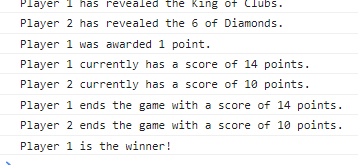 Player 1 has revealed the King of Clubs.
Player 2 has revealed the 6 of Diamonds.
Player 1 was awarded 1 point.
Player 1 currently has a score of 14 points.
Player 2 currently has a score of 10 points.
Player 1 ends the game with a score of 14 points.
Player 2 ends the game with a score of 10 points.
Player 1 is the winner!